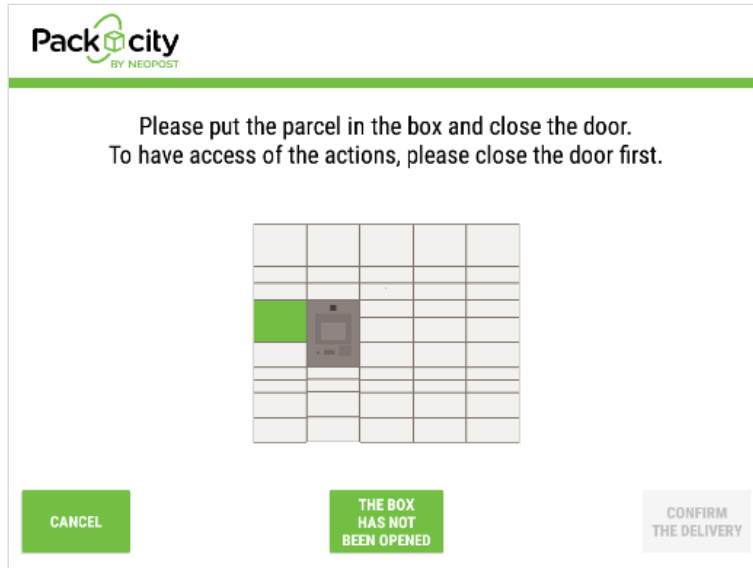 Pack city
BY NEOPOST
Please put the parcel in the box and close the door.
To have access of the actions, please close the door first.
CANCEL
THE BOX
HAS NOT
BEEN OPENED
CONFIRM
THE DELIVERY